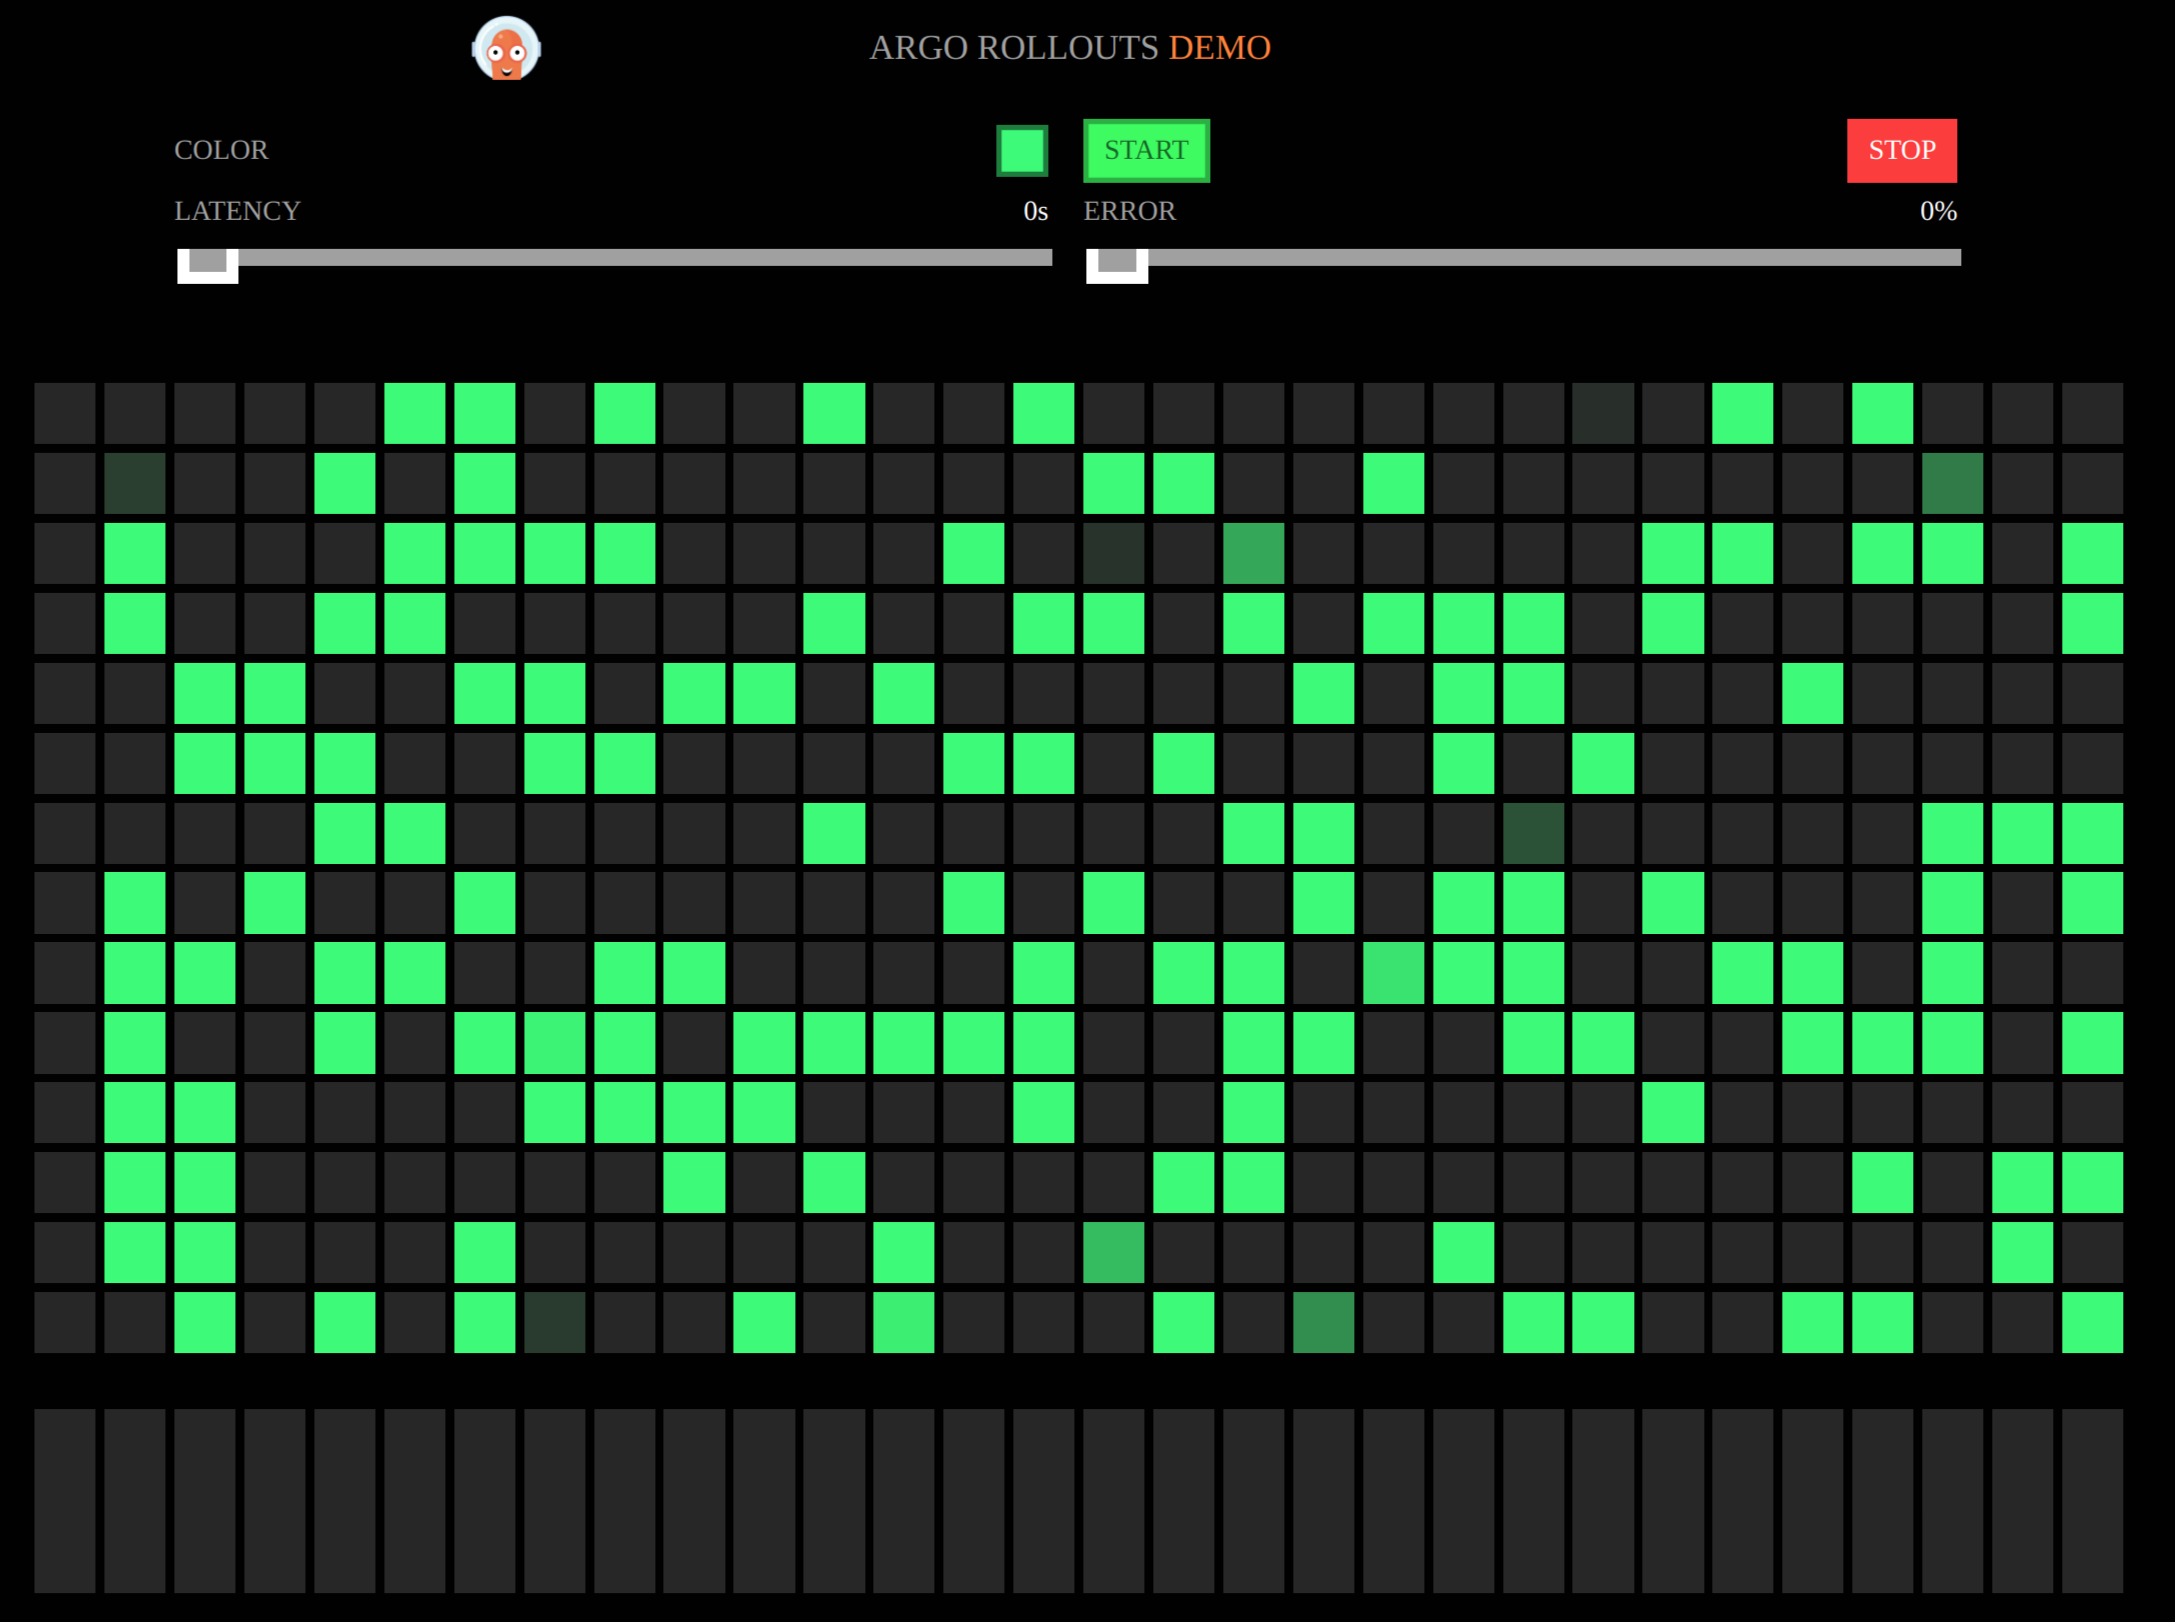 ARGO ROLLOUTS DEMO
COLOR
START
STOP
LATENCY
0s
ERROR
0%